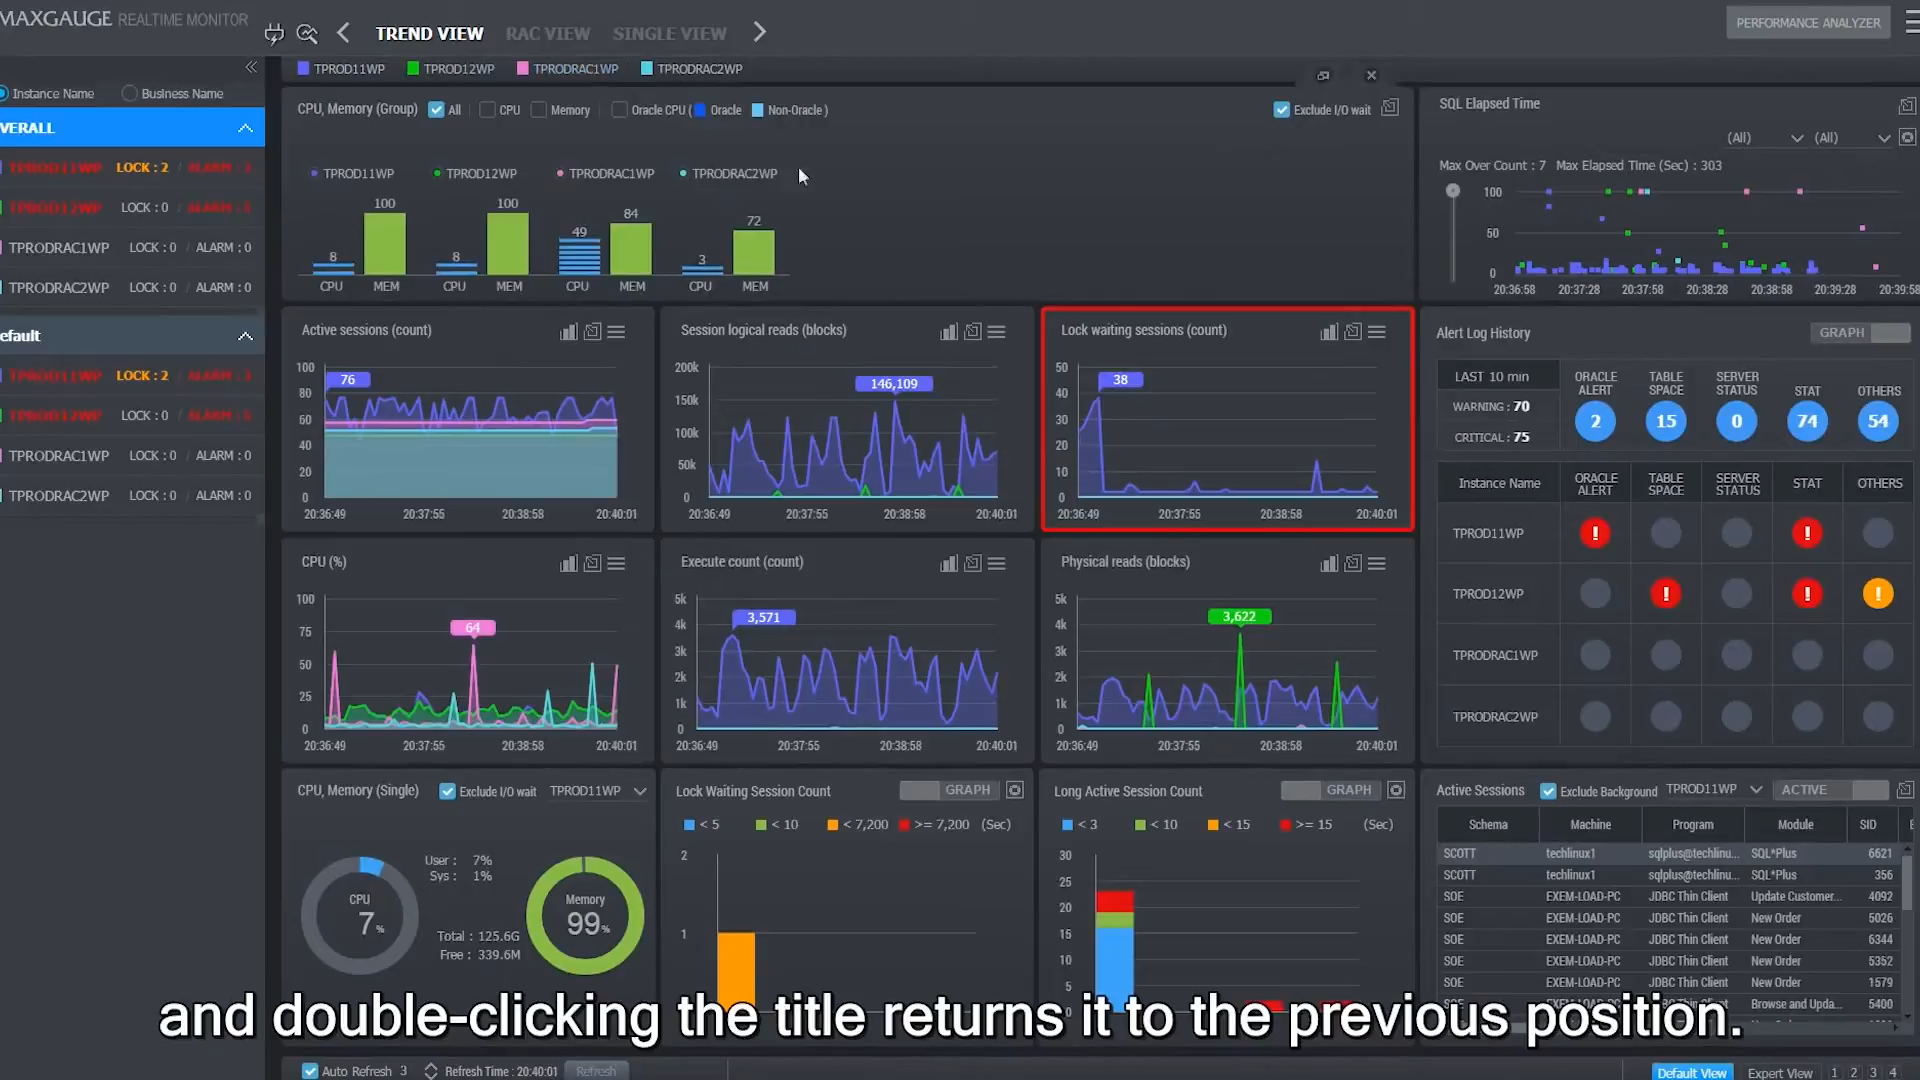 MAXGAUGE REALTIME MONITOR
TREND VIEW RAC VIEW SINGLE VIEW
PERFORMANCE ANALYZER
TPROD11WP TPROD12WP TPRODRAC1WP TPRODRAC2WP
Instance Name Business Name
VERALL
TPROD11WP LOCK : 2 / ALARM :
TPROD12WP LOCK : 0 / ALARM :
TPRODRAC1WP LOCK : 0 / ALARM : 0
TPRODRAC2WP LOCK : 0 / ALARM : 0
efault
TPROD11WP LOCK : 2 / ALARM :
TPROD12WP LOCK : 0 / ALARM :
TPRODRAC1WP LOCK : 0 / ALARM : 0
TPRODRAC2WP LOCK : 0 / ALARM : 0
CPU, Memory (Group) All CPU Memory Oracle CPU ( Oracle Non-Oracle )
Exclude I/O wait
TPROD11WP TPROD12WP TPRODRAC1WP TPRODRAC2WP
8 100 8 100 49 84 3 72
CPU MEM CPU MEM CPU MEM CPU MEM
SQL Elapsed Time
(All) (All)
Max Over Count : 7 Max Elapsed Time (Sec) : 303
100
50
0
20:36:58 20:37:28 20:37:58 20:38:28 20:38:58 20:39:28 20:39:58
Active sessions (count)
76
100
80
60
40
20
0
20:36:49 20:37:55 20:38:58 20:40:01
Session logical reads (blocks)
146,109
200k
150k
100k
50k
0
20:36:49 20:37:55 20:38:58 20:40:01
Lock waiting sessions (count)
38
50
40
30
20
10
0
20:36:49 20:37:55 20:38:58 20:40:01
Alert Log History
GRAPH
LAST 10 min
WARNING : 70
CRITICAL : 75
ORACLE ALERT TABLE SPACE SERVER STATUS STAT OTHERS
2 15 0 74 54
Instance Name ORACLE ALERT TABLE SPACE SERVER STATUS STAT OTHERS
TPROD11WP ! !
TPROD12WP ! ! !
TPRODRAC1WP
TPRODRAC2WP
CPU (%)
64
100
75
50
25
0
20:36:49 20:37:55 20:38:58 20:40:01
Execute count (count)
3,571
5k
4k
3k
2k
1k
0
20:36:49 20:37:55 20:38:58 20:40:01
Physical reads (blocks)
3,622
5k
4k
3k
2k
1k
0
20:36:49 20:37:55 20:38:58 20:40:01
CPU, Memory (Single) Exclude I/O wait TPROD11WP
CPU
7%
User : 7%
Sys : 1%
Total : 125.6G
Free : 339.6M
Memory
99%
Lock Waiting Session Count
GRAPH
< 5 < 10 < 7,200 >= 7,200 (Sec)
2
1
Long Active Session Count
GRAPH
< 3 < 10 < 15 >= 15 (Sec)
30
25
20
15
10
5
0
Active Sessions Exclude Background TPROD11WP ACTIVE
Schema Machine Program Module SID
SCOTT techlinux1 sqlplus@techlinu... SQL*Plus 6621
SCOTT techlinux1 sqlplus@techlinu... SQL*Plus 356
SOE EXEM-LOAD-PC JDBC Thin Client Update Customer... 4092
SOE EXEM-LOAD-PC JDBC Thin Client New Order 5026
SOE EXEM-LOAD-PC JDBC Thin Client New Order 6344
SOE EXEM-LOAD-PC JDBC Thin Client New Order 5352
SOE EXEM-LOAD-PC JDBC Thin Client New Order 1579
SOE EXEM-LOAD-PC JDBC Thin Client Browse and Upda... 5400
and double-clicking the title returns it to the previous position.
Auto Refresh 3 Refresh Time : 20:40:01 Refresh
Default View Expert View 1 2 3 4